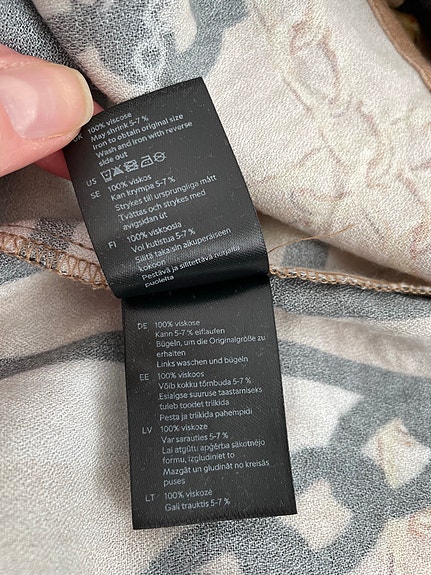 UK 100% viscose
May shrink 5-7 %
Iron to obtain original size
Wash and iron with reverse
side out
US
SE 100% viskos
Kan krympa 5-7 %
Strykes till ursprungliga mått
Tvättas och strykes med
avigsidan ut
FI 100% viskoosia
Voi kutistua 5-7 %
Silitä takaisin alkuperäiseen
kokoon
Pestävä ja silitettävä nurjalta
puolelta
DE 100% viskose
Kann 5-7 % eiflaufen
Bügeln, um die Originalgröße zu
erhalten
Links waschen und bügeln
EE 100% viskoos
Võib kokku tõmbuda 5-7 %
Esialgse suuruse taastamiseks
tuleb toodet triikida
Pesta ja triikida pahempidi
LV 100% viskoze
Var sarauties 5-7 %
Lai atgūtu apģērba sākotnējo
formu, izgludiniet to
Mazgāt un gludināt no kreisās
puses
LT 100% viskozė
Gali trauktis 5-7 %